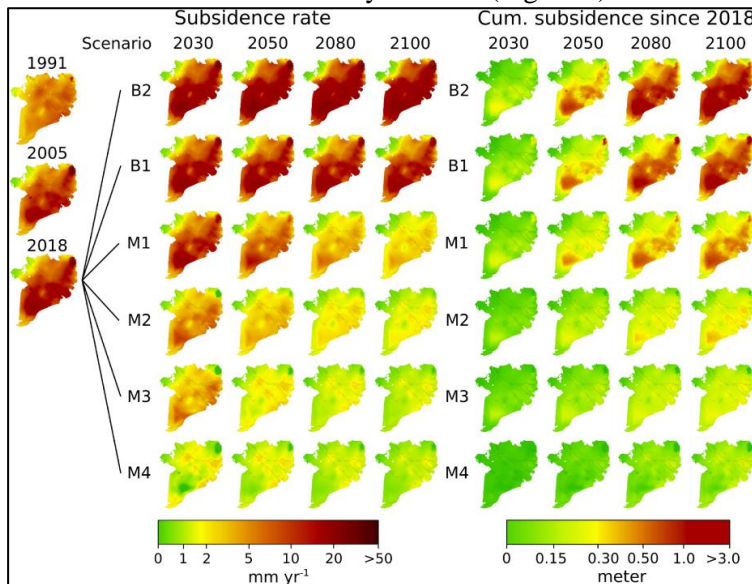 Subsidence rate
Cum. subsidence since 2018
Scenario 2030 2050 2080 2100 2030 2050 2080 2100
1991
B2 B2
2005
B1 B1
2018
M1 M1
M2 M2
M3 M3
M4 M4
0 1 2 5 10 20 >50
mm yr⁻¹
0 0.15 0.30 0.50 1.0 >3.0
meter